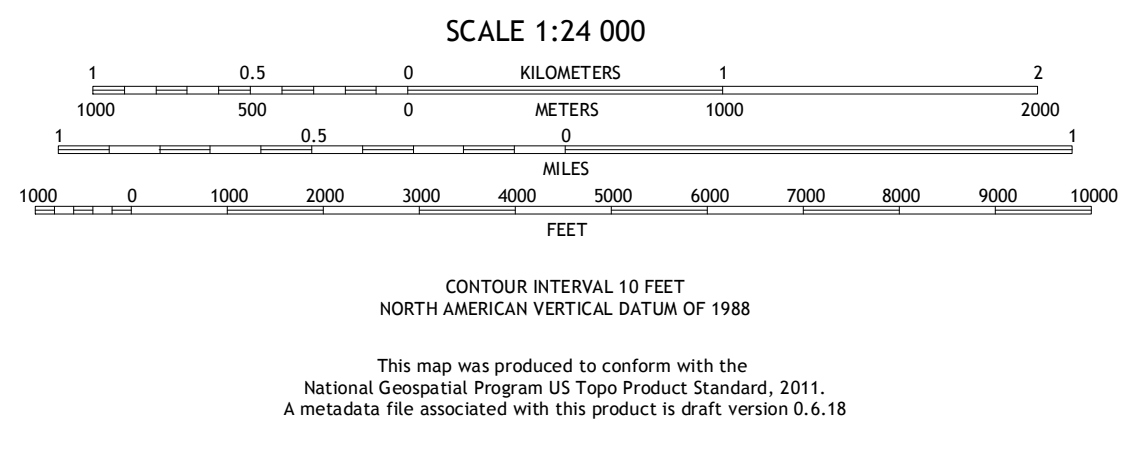 SCALE 1:24 000
1 0.5 0 KILOMETERS 1 2
1000 500 0 METERS 1000 2000
1 0.5 0 1
MILES
1000 0 1000 2000 3000 4000 5000 6000 7000 8000 9000 10000
FEET
CONTOUR INTERVAL 10 FEET
NORTH AMERICAN VERTICAL DATUM OF 1988
This map was produced to conform with the
National Geospatial Program US Topo Product Standard, 2011.
A metadata file associated with this product is draft version 0.6.18